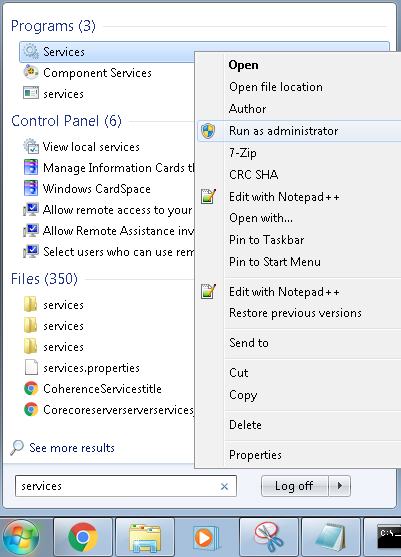 Programs (3)
Services
Component Services
services
Control Panel (6)
View local services
Manage Information Cards th
Windows CardSpace
Allow remote access to your
Allow Remote Assistance inv
Select users who can use rem
Files (350)
services
services
services
services.properties
CoherenceServicestitle
Corecoreserverserverservices
See more results
services
Log off
Open
Open file location
Author
Run as administrator
7-Zip
CRC SHA
Edit with Notepad++
Open with...
Pin to Taskbar
Pin to Start Menu
Edit with Notepad++
Restore previous versions
Send to
Cut
Copy
Delete
Properties
C:\